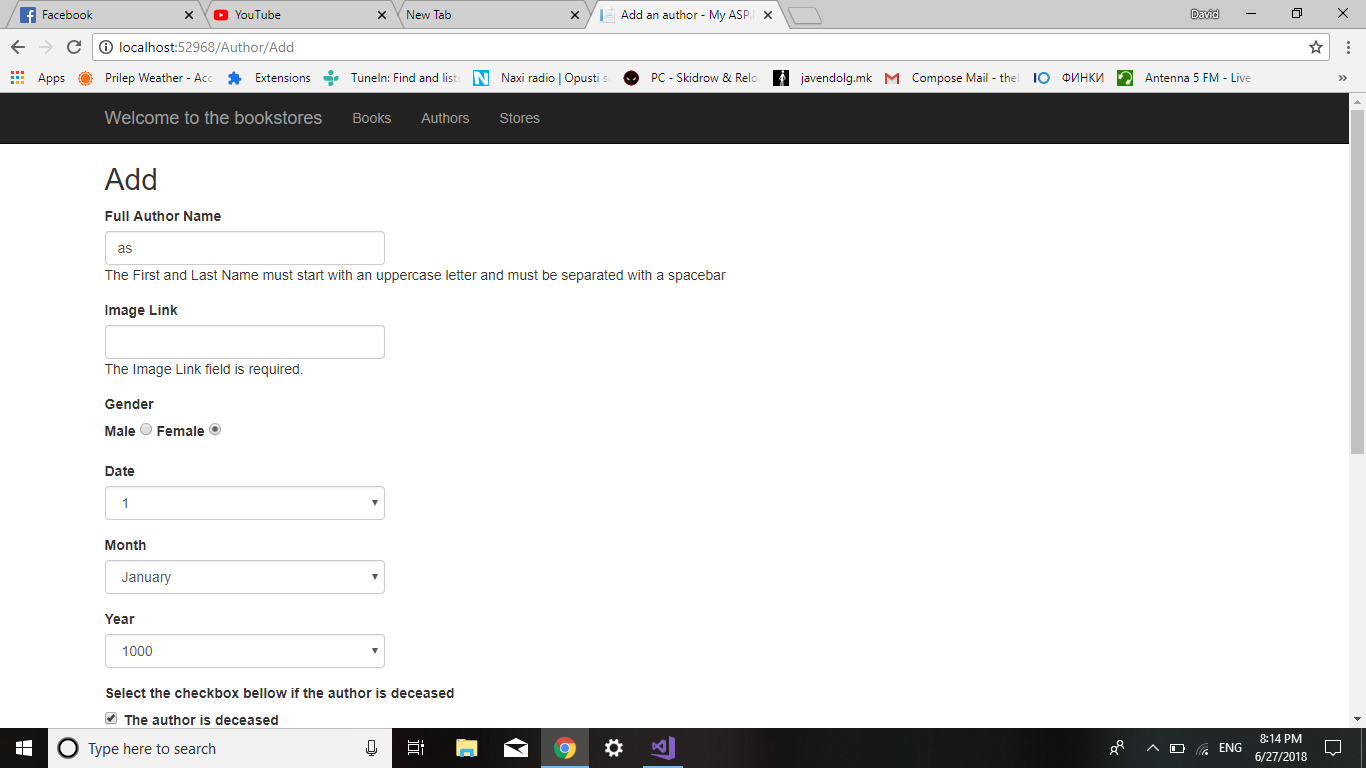 Facebook
YouTube
New Tab
Add an author - My ASP.
David
localhost:52968/Author/Add
Apps
Prilep Weather - Acc
Extensions
TuneIn: Find and liste
Naxi radio | Opusti s
PC - Skidrow & Relo
javendolg.mk
Compose Mail - the
ФИНКИ
Antenna 5 FM - Live
»
Welcome to the bookstores
Books
Authors
Stores
Add
Full Author Name
as
The First and Last Name must start with an uppercase letter and must be separated with a spacebar
Image Link
The Image Link field is required.
Gender
Male Female
Date
1
Month
January
Year
1000
Select the checkbox bellow if the author is deceased
The author is deceased
Type here to search
ENG
8:14 PM
6/27/2018